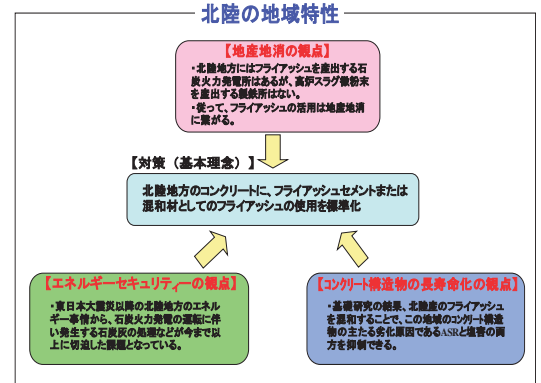 北陸の地域特性
【地産地消の観点】
・北陸地方にはフライアッシュを産出する石
炭火力発電所はあるが、高炉スラグ微粉末
を産出する製鉄所はない。
・従って、フライアッシュの活用は地産地消
に繋がる。
【対策（基本理念）】
北陸地方のコンクリートに、フライアッシュセメントまたは
混和材としてのフライアッシュの使用を標準化
【エネルギーセキュリティーの観点】
・東日本大震災以降の北陸地方のエネル
ギー事情から、石炭火力発電の運転に伴
い発生する石炭灰の処理などが今まで以
上に切迫した課題となっている。
【コンクリート構造物の長寿命化の観点】
・基礎研究の結果、北陸産のフライアッシュ
を混和することで、この地域のコンクリート構造
物の主たる劣化原因であるASRと塩害の両
方を抑制できる。